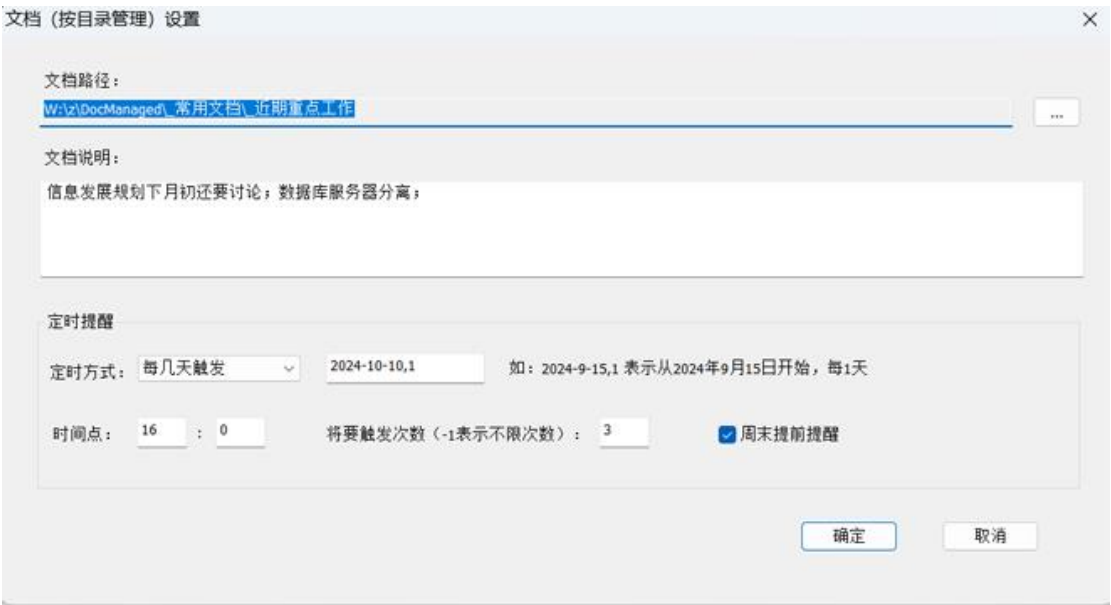 文档（按目录管理）设置
文档路径：
W:\z\DocManaged\_常用文档\_近期重点工作
...
文档说明：
信息发展规划下月初还要讨论；数据库服务器分离；
定时提醒
定时方式： 每几天触发 2024-10-10,1 如：2024-9-15,1 表示从2024年9月15日开始，每1天
时间点： 16 : 0 将要触发次数（-1表示不限次数）： 3 周末提前提醒
确定 取消